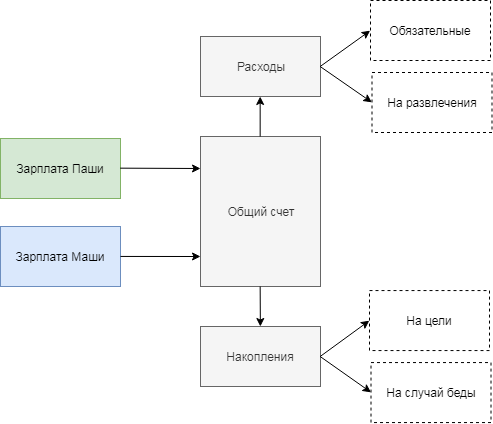 Обязательные
Расходы
На развлечения
Зарплата Паши
Общий счет
Зарплата Маши
На цели
Накопления
На случай беды